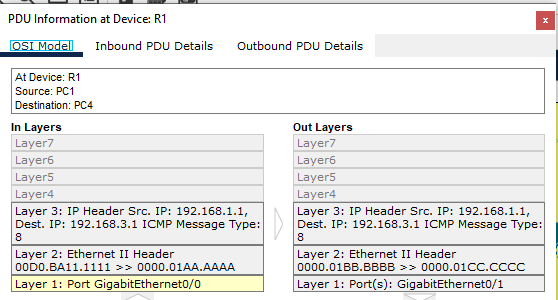 PDU Information at Device: R1
x
OSI Model Inbound PDU Details Outbound PDU Details
At Device: R1
Source: PC1
Destination: PC4
In Layers
Layer7
Layer6
Layer5
Layer4
Layer 3: IP Header Src. IP: 192.168.1.1,
Dest. IP: 192.168.3.1 ICMP Message Type:
8
Layer 2: Ethernet II Header
00D0.BA11.1111 >> 0000.01AA.AAAA
Layer 1: Port GigabitEthernet0/0
Out Layers
Layer7
Layer6
Layer5
Layer4
Layer 3: IP Header Src. IP: 192.168.1.1,
Dest. IP: 192.168.3.1 ICMP Message Type:
8
Layer 2: Ethernet II Header
0000.01BB.BBBB >> 0000.01CC.CCCC
Layer 1: Port(s): GigabitEthernet0/1